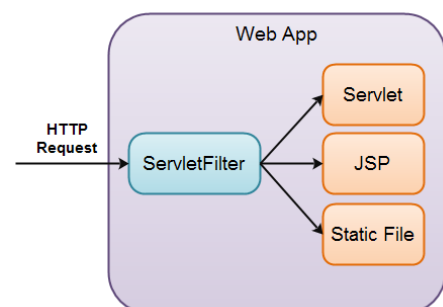 Web App
HTTP
Request
ServletFilter
Servlet
JSP
Static File